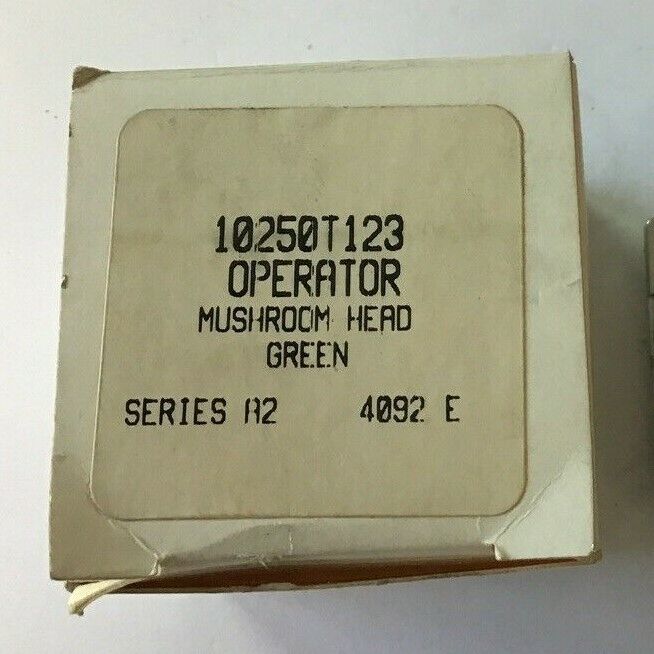 10250T123
OPERATOR
MUSHROOM HEAD
GREEN
SERIES A2 4092 E